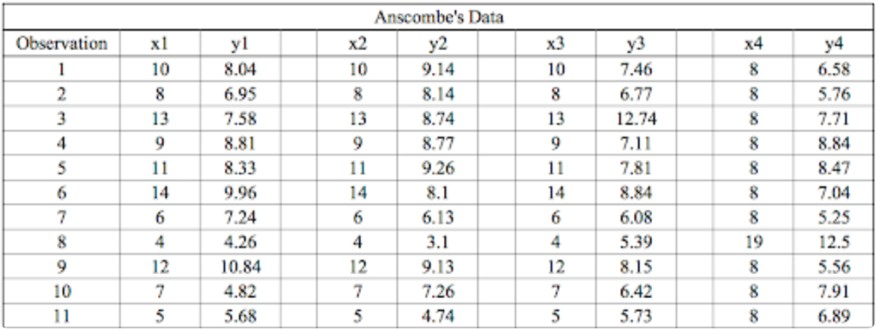 Anscombe's Data
Observation x1 y1 x2 y2 x3 y3 x4 y4
1 10 8.04 10 9.14 10 7.46 8 6.58
2 8 6.95 8 8.14 8 6.77 8 5.76
3 13 7.58 13 8.74 13 12.74 8 7.71
4 9 8.81 9 8.77 9 7.11 8 8.84
5 11 8.33 11 9.26 11 7.81 8 8.47
6 14 9.96 14 8.1 14 8.84 8 7.04
7 6 7.24 6 6.13 6 6.08 8 5.25
8 4 4.26 4 3.1 4 5.39 19 12.5
9 12 10.84 12 9.13 12 8.15 8 5.56
10 7 4.82 7 7.26 7 6.42 8 7.91
11 5 5.68 5 4.74 5 5.73 8 6.89